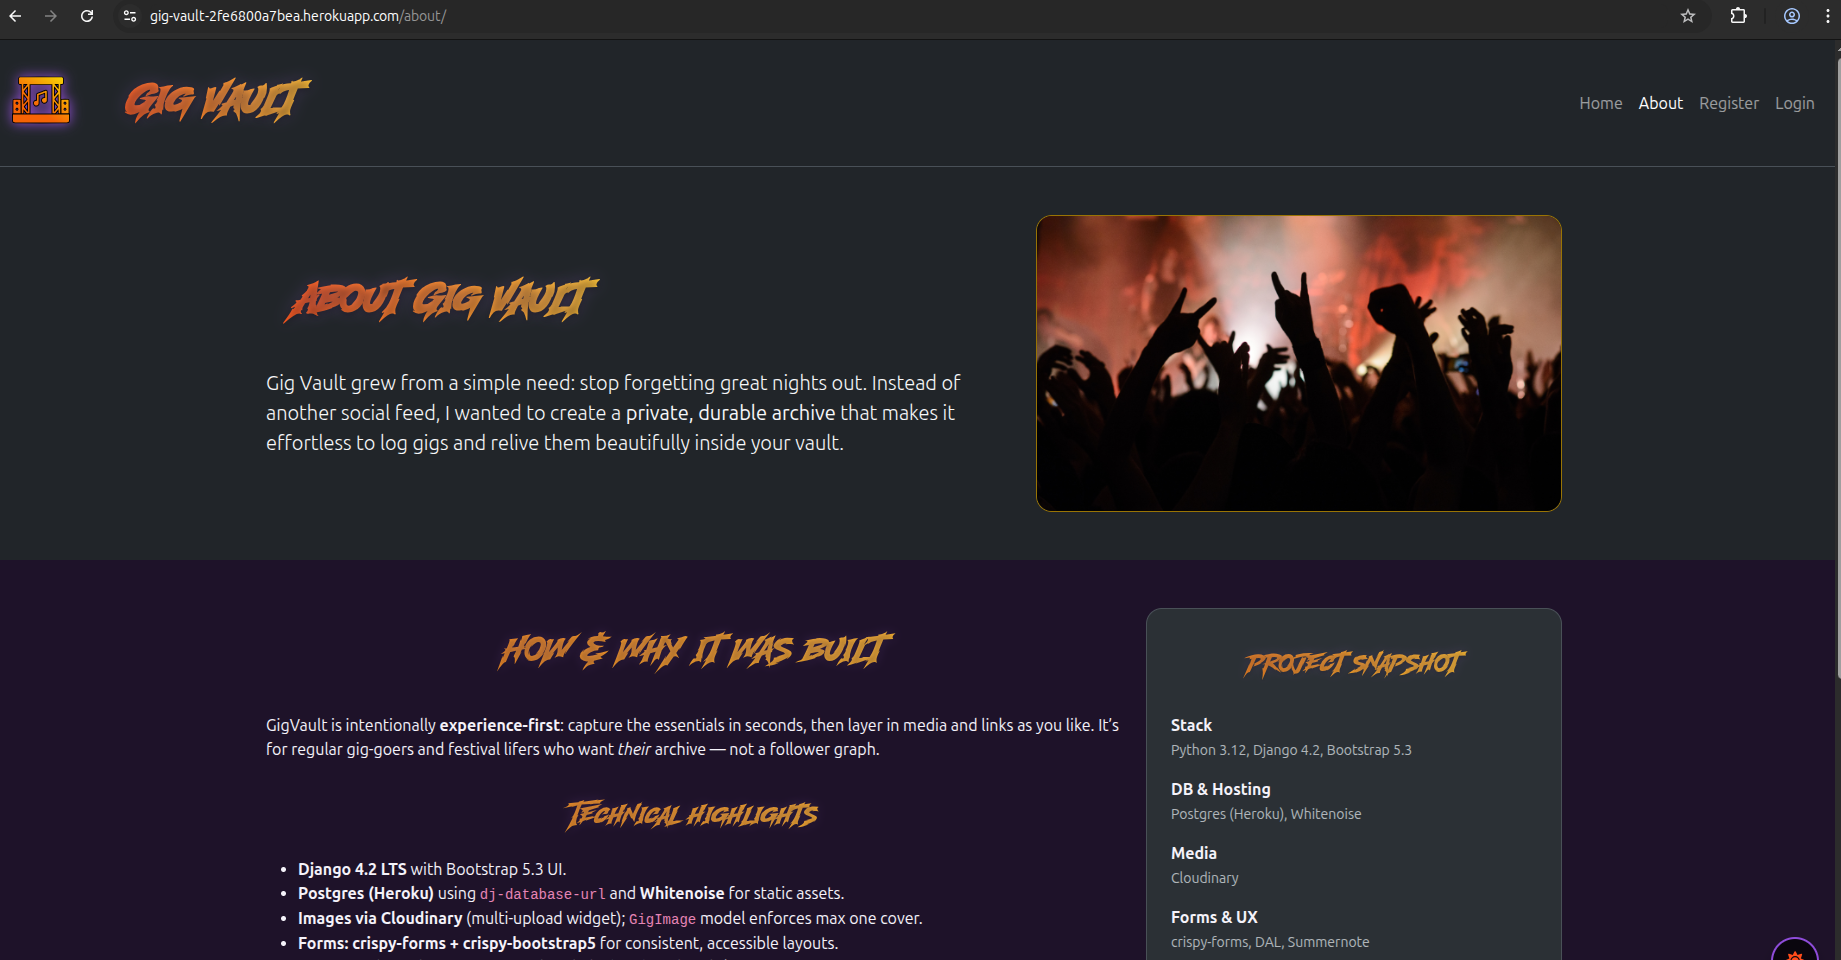 gig-vault-2fe6800a7bea.herokuapp.com/about/
Gig Vault
Home About Register Login
About Gig Vault
Gig Vault grew from a simple need: stop forgetting great nights out. Instead of
another social feed, I wanted to create a private, durable archive that makes it
effortless to log gigs and relive them beautifully inside your vault.
How & why it was built
GigVault is intentionally experience-first: capture the essentials in seconds, then layer in media and links as you like. It’s
for regular gig-goers and festival lifers who want their archive — not a follower graph.
Technical highlights
• Django 4.2 LTS with Bootstrap 5.3 UI.
• Postgres (Heroku) using dj-database-url and Whitenoise for static assets.
• Images via Cloudinary (multi-upload widget); GigImage model enforces max one cover.
• Forms: crispy-forms + crispy-bootstrap5 for consistent, accessible layouts.
project snapshot
Stack
Python 3.12, Django 4.2, Bootstrap 5.3
DB & Hosting
Postgres (Heroku), Whitenoise
Media
Cloudinary
Forms & UX
crispy-forms, DAL, Summernote